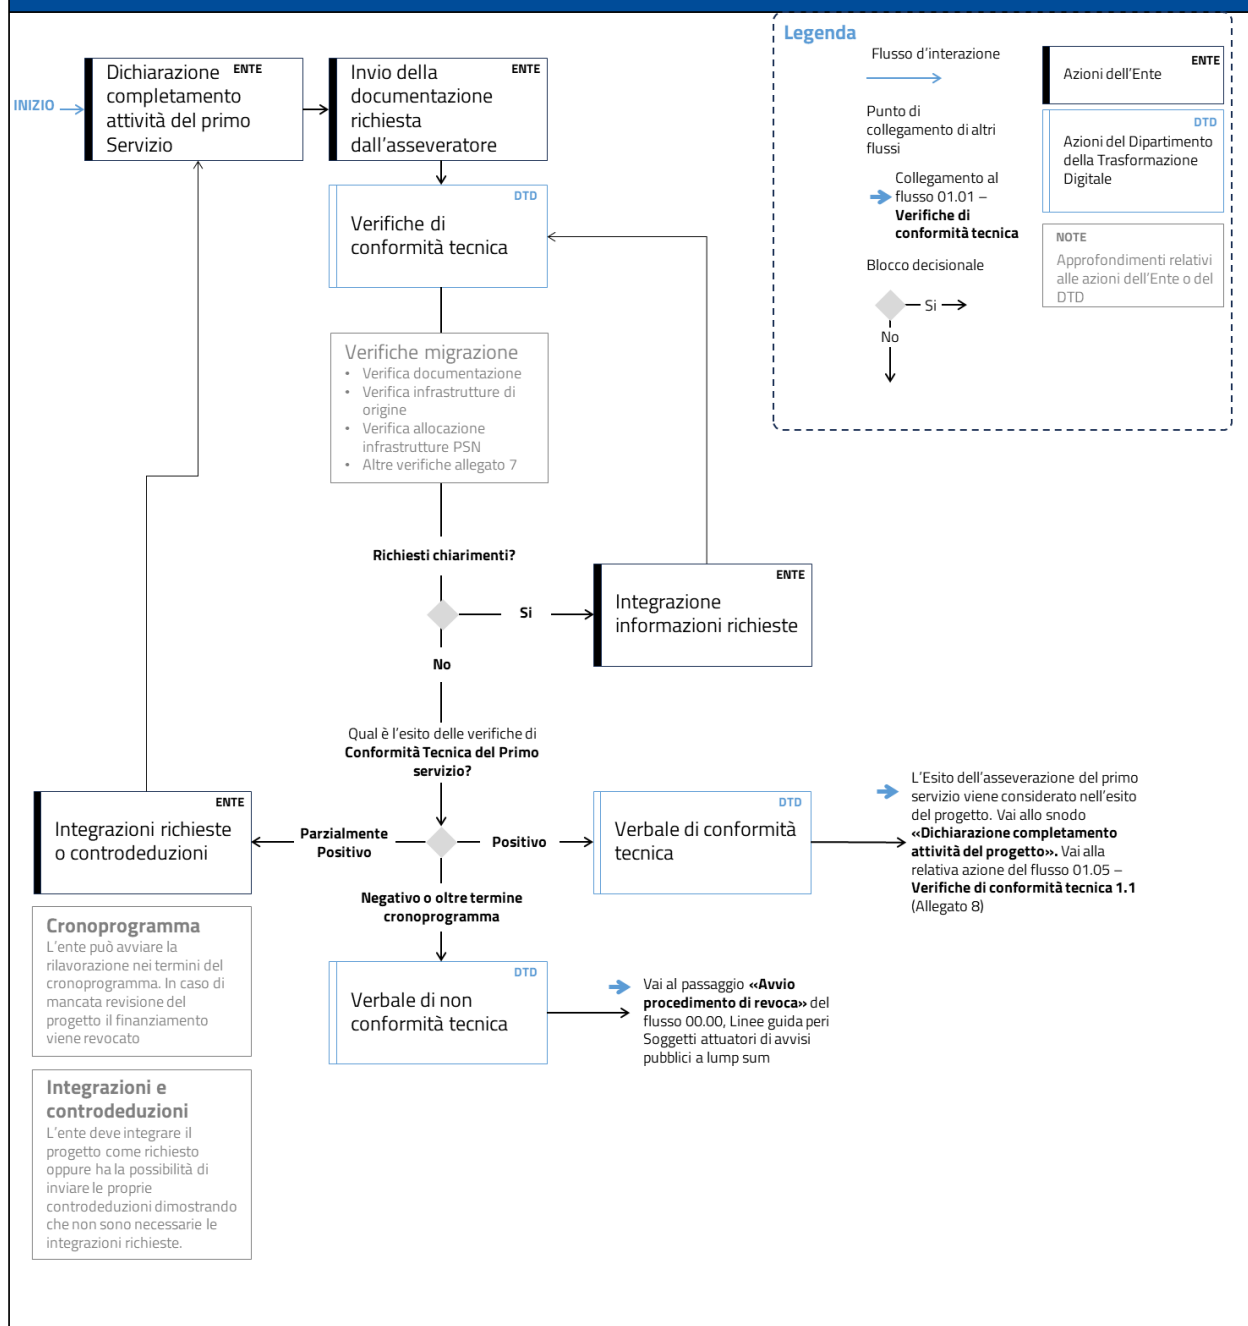 Legenda
Flusso d’interazione
ENTE
Azioni dell’Ente
Punto di
collegamento di altri
flussi
DTD
Azioni del Dipartimento
della Trasformazione
Digitale
Collegamento al
flusso 01.01 –
Verifiche di
conformità tecnica
NOTE
Approfondimenti relativi
alle azioni dell’Ente o del
DTD
Blocco decisionale
Si
No
INIZIO
ENTE
Dichiarazione
completamento
attività del primo
Servizio
ENTE
Invio della
documentazione
richiesta
dall’asseveratore
DTD
Verifiche di
conformità tecnica
Verifiche migrazione
• Verifica documentazione
• Verifica infrastrutture di
origine
• Verifica allocazione
infrastrutture PSN
• Altre verifiche allegato 7
Richiesti chiarimenti?
Si
ENTE
Integrazione
informazioni richieste
No
Qual è l’esito delle verifiche di
Conformità Tecnica del Primo
servizio?
ENTE
Integrazioni richieste
o controdeduzioni
Parzialmente
Positivo
Positivo
DTD
Verbale di conformità
tecnica
L’Esito dell’asseverazione del primo
servizio viene considerato nell’esito
del progetto. Vai allo snodo
«Dichiarazione completamento
attività del progetto». Vai alla
relativa azione del flusso 01.05 –
Verifiche di conformità tecnica 1.1
(Allegato 8)
Negativo o oltre termine
cronoprogramma
DTD
Verbale di non
conformità tecnica
Vai al passaggio «Avvio
procedimento di revoca» del
flusso 00.00, Linee guida peri
Soggetti attuatori di avvisi
pubblici a lump sum
Cronoprogramma
L’ente può avviare la
rilavorazione nei termini del
cronoprogramma. In caso di
mancata revisione del
progetto il finanziamento
viene revocato
Integrazioni e
controdeduzioni
L’ente deve integrare il
progetto come richiesto
oppure ha la possibilità di
inviare le proprie
controdeduzioni dimostrando
che non sono necessarie le
integrazioni richieste.